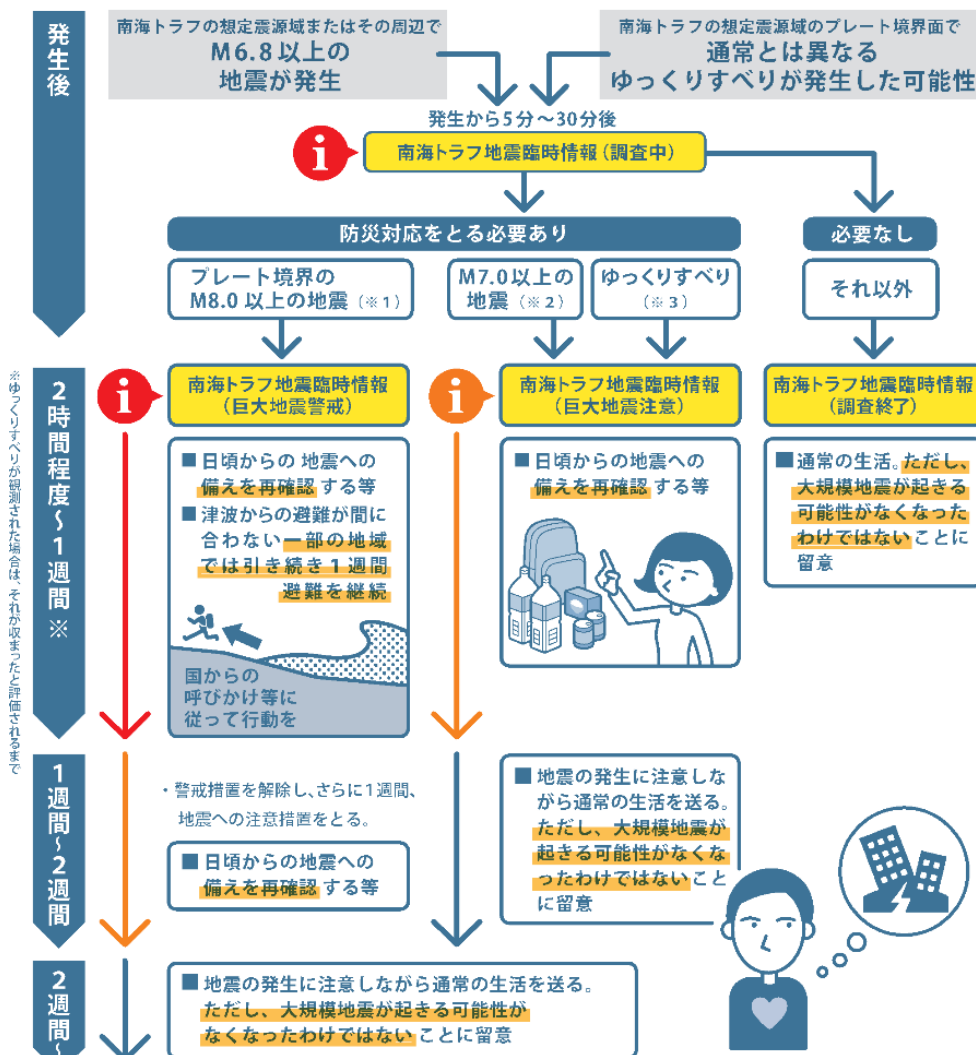 発生後
南海トラフの想定震源域またはその周辺で
M6.8以上の
地震が発生
南海トラフの想定震源域のプレート境界面で
通常とは異なる
ゆっくりすべりが発生した可能性
発生から5分～30分後
i
南海トラフ地震臨時情報(調査中)
防災対応をとる必要あり
必要なし
プレート境界の
M8.0以上の地震(※1)
M7.0以上の
地震(※2)
ゆっくりすべり
(※3)
それ以外
2時間程度～1週間※
※ゆっくりすべりが観測された場合は、それが収まったと評価されるまで
i
南海トラフ地震臨時情報
(巨大地震警戒)
i
南海トラフ地震臨時情報
(巨大地震注意)
南海トラフ地震臨時情報
(調査終了)
■日頃からの 地震への
備えを再確認する等
■津波からの避難が間に
合わない一部の地域
では引き続き1週間
避難を継続
国からの
呼びかけ等に
従って行動を
■日頃からの地震への
備えを再確認する等
■通常の生活。ただし、
大規模地震が起きる
可能性がなくなった
わけではないことに
留意
1週間～2週間
・警戒措置を解除し、さらに1週間、
地震への注意措置をとる。
■日頃からの地震への
備えを再確認する等
■地震の発生に注意しな
がら通常の生活を送る。
ただし、大規模地震が
起きる可能性がなくな
ったわけではないこと
に留意
2週間～
■地震の発生に注意しながら通常の生活を送る。
ただし、大規模地震が起きる可能性が
なくなったわけではないことに留意